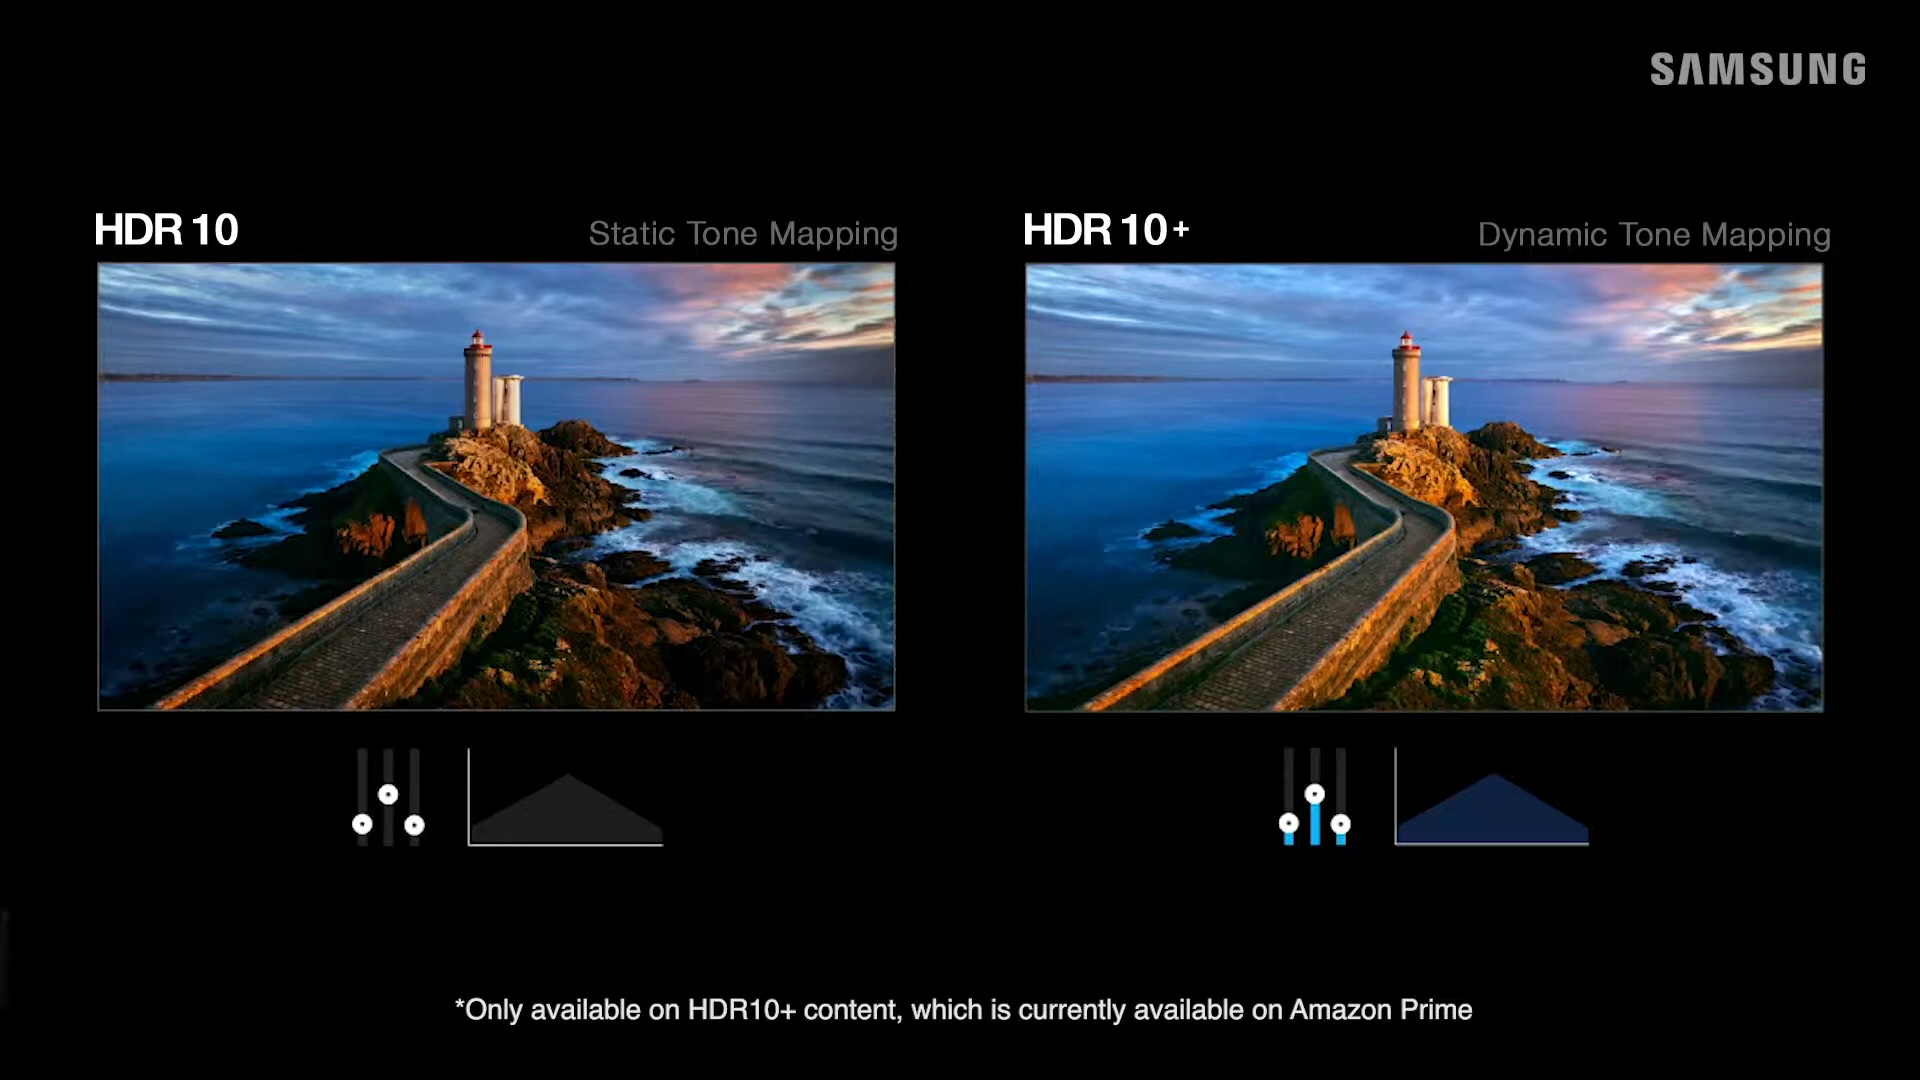 SAMSUNG
HDR 10
Static Tone Mapping
HDR 10+
Dynamic Tone Mapping
*Only available on HDR10+ content, which is currently available on Amazon Prime